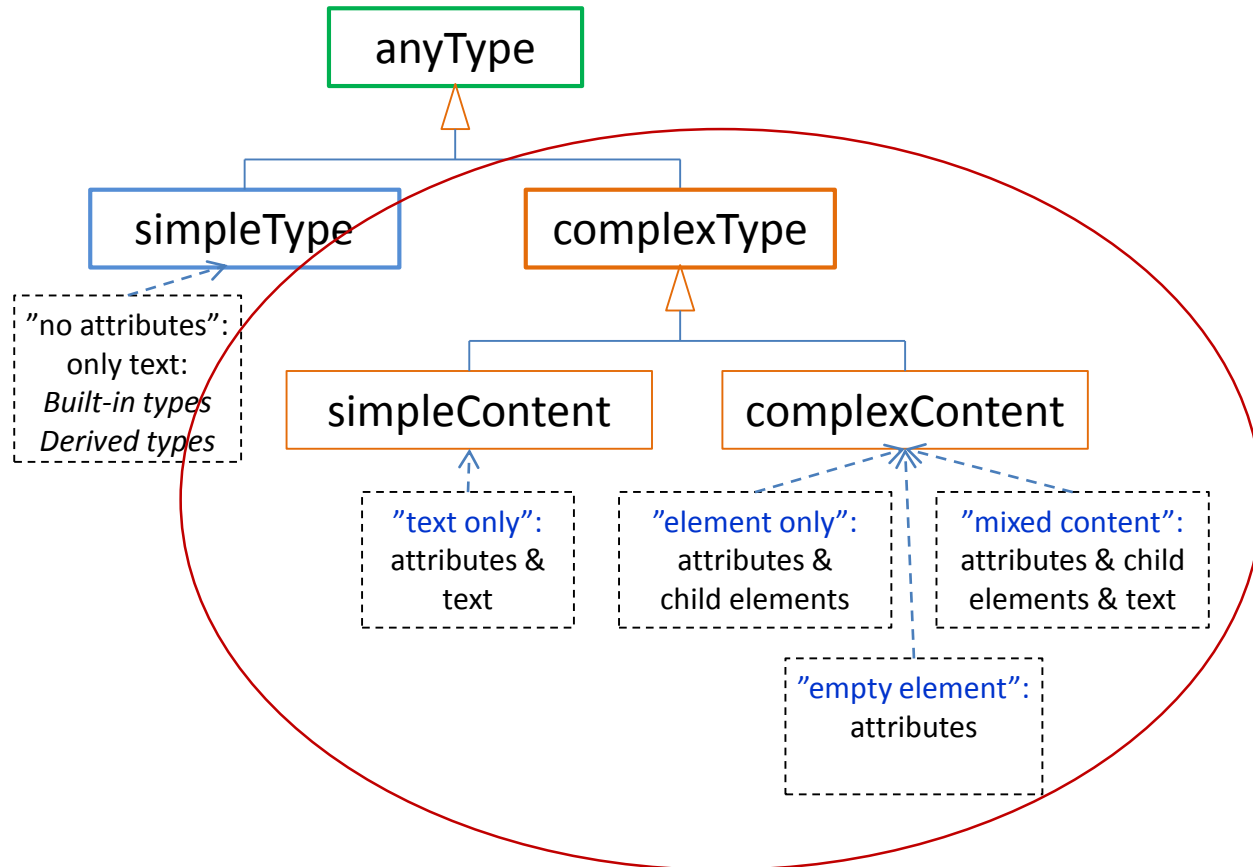 anyType
simpleType
complexType
”no attributes”:
only text:
Built-in types
Derived types
simpleContent
complexContent
”text only”:
attributes &
text
”element only”:
attributes &
child elements
”mixed content”:
attributes & child
elements & text
”empty element”:
attributes